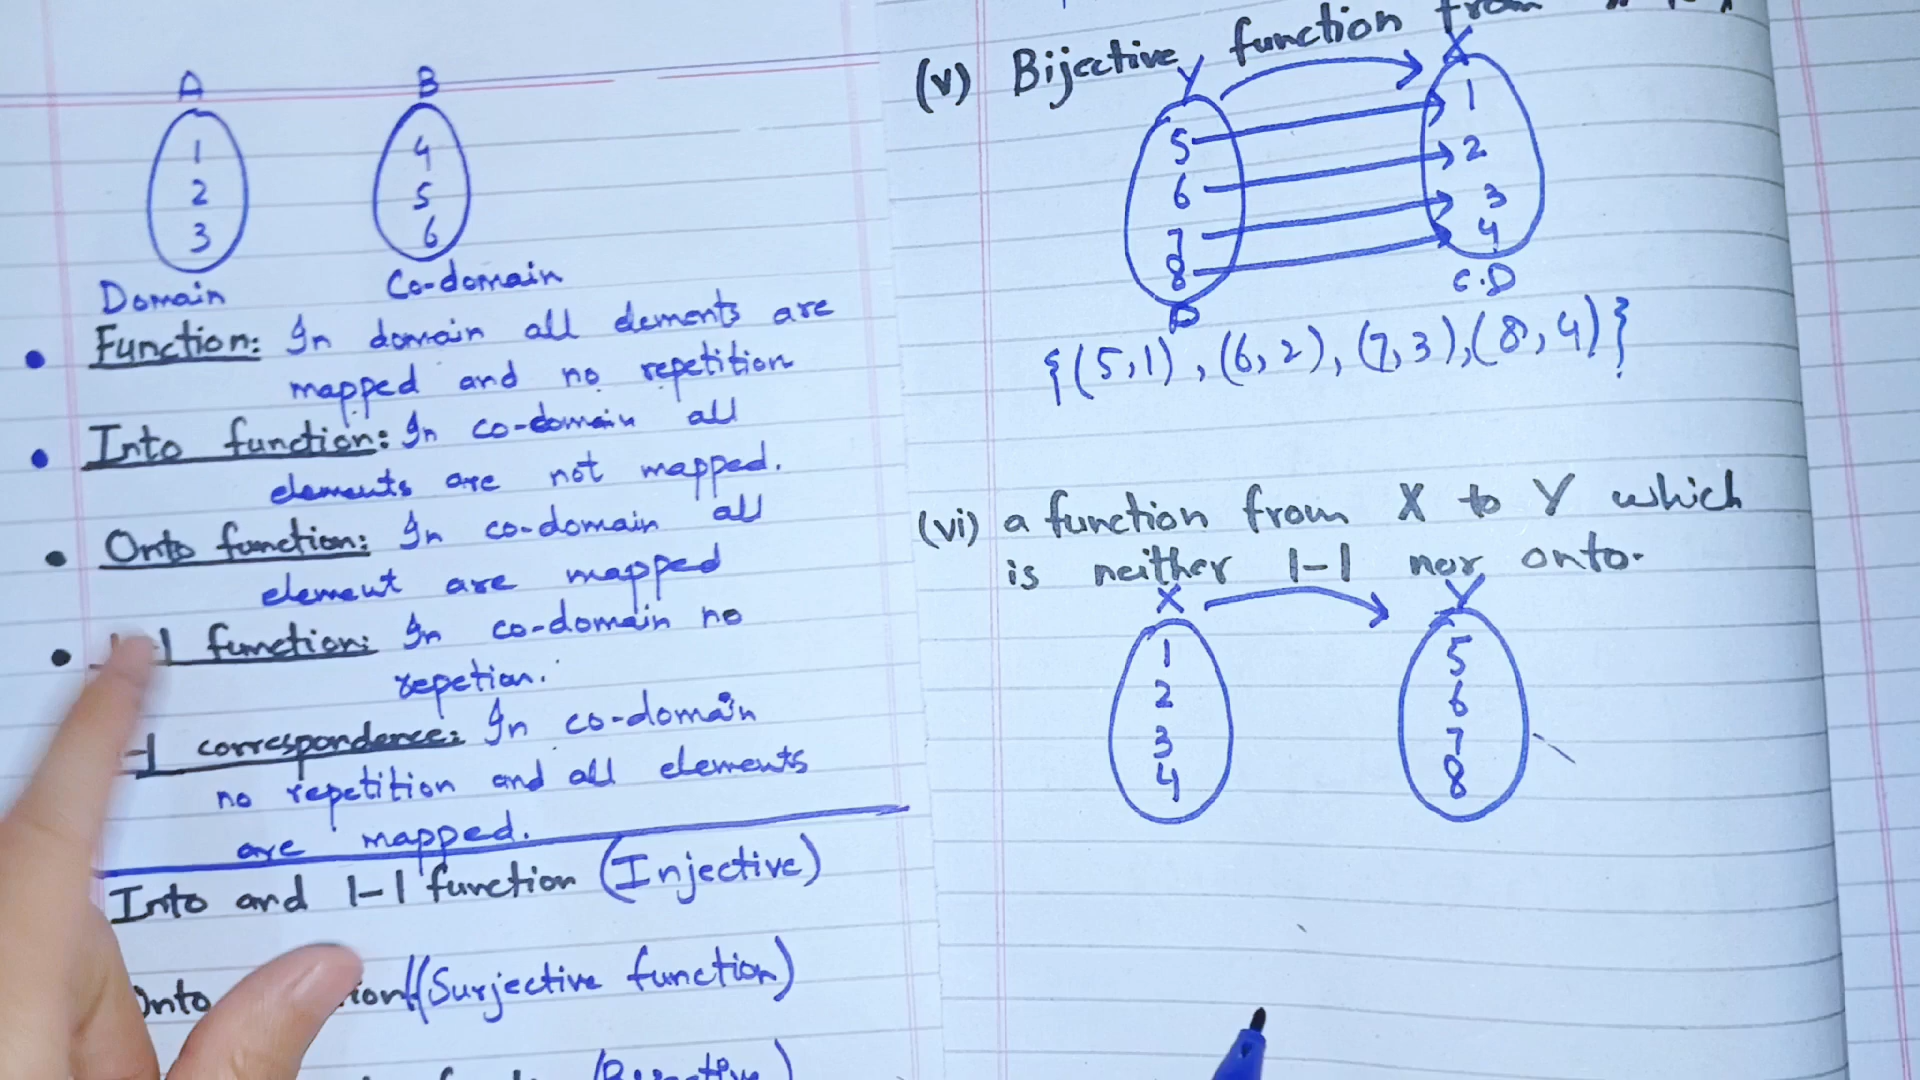 A B
1 4
2 5
3 6
Domain Co-domain
Function: In domain all elements are
mapped and no repetition
Into function: In co-domain all
elements are not mapped.
Onto function: In co-domain all
element are mapped
function: In co-domain no
repetion.
correspondence: In co-domain
no repetition and all elements
are mapped.
Into and 1-1 function (Injective)
Onto (Surjective function)
(v) Bijective function from
Y X
5 1
6 2
7 3
8 4
D C.D
{(5,1), (6,2), (7,3), (8,4)}
(vi) a function from X to Y which
is neither 1-1 nor onto.
X Y
1 5
2 6
3 7
4 8